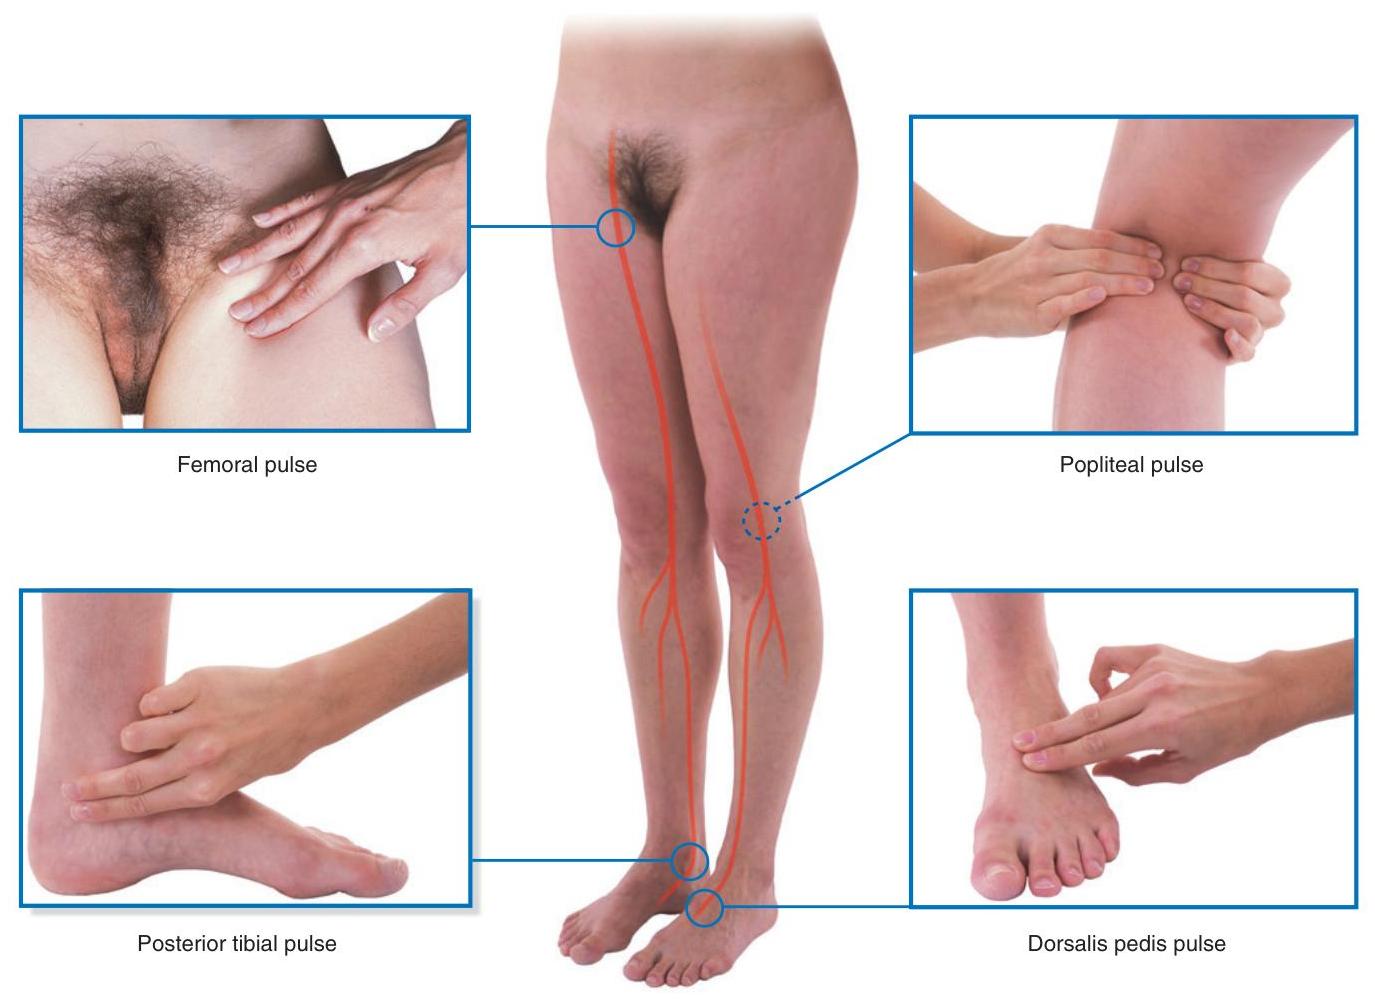 Femoral pulse
Popliteal pulse
Posterior tibial pulse
Dorsalis pedis pulse